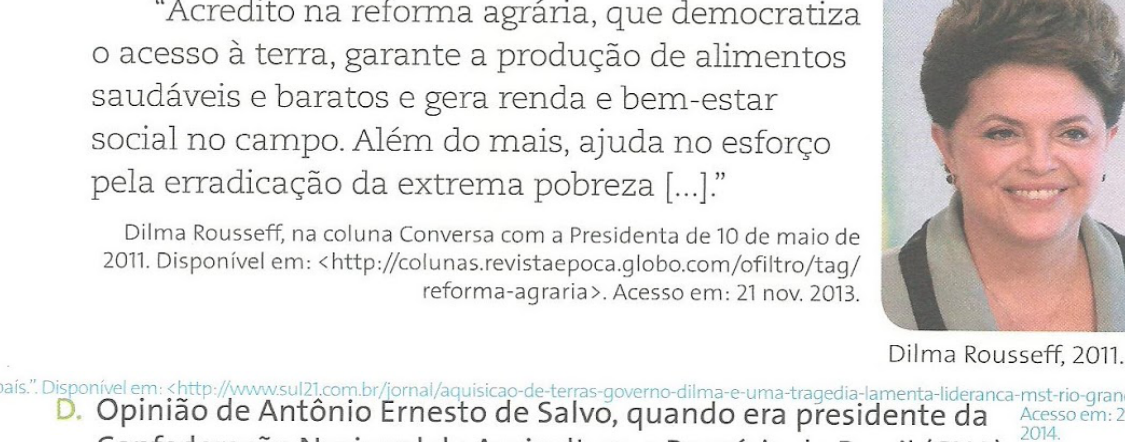 “Acredito na reforma agrária, que democratiza
o acesso à terra, garante a produção de alimentos
saudáveis e baratos e gera renda e bem-estar
social no campo. Além do mais, ajuda no esforço
pela erradicação da extrema pobreza [...].”
Dilma Rousseff, na coluna Conversa com a Presidenta de 10 de maio de
2011. Disponível em: <http://colunas.revistaepoca.globo.com/ofiltro/tag/
reforma-agraria>. Acesso em: 21 nov. 2013.
Dilma Rousseff, 2011.
país.”. Disponível em: <http://www.sul21.com.br/jornal/aquisicao-de-terras-governo-dilma-e-uma-tragedia-lamenta-lideranca-mst-rio-gran
Acesso em: 2
2014.
D. Opinião de Antônio Ernesto de Salvo, quando era presidente da